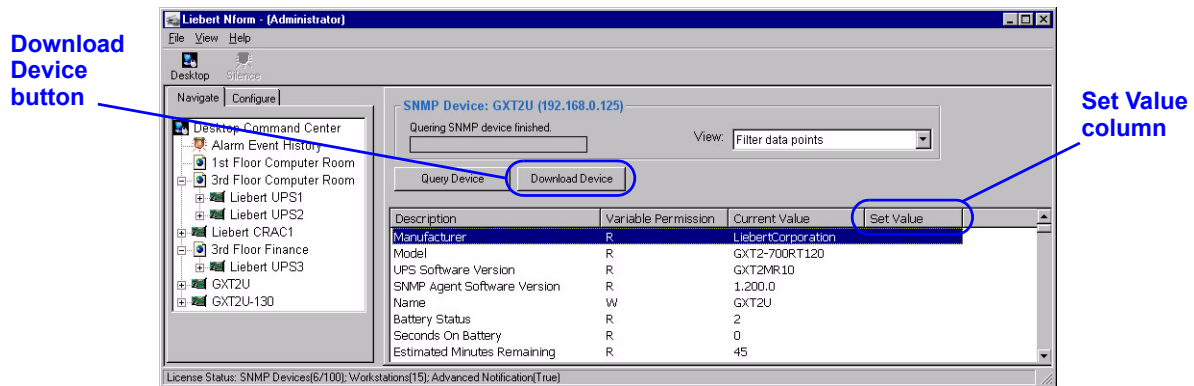 Liebert Nform - (Administrator)
File View Help
Desktop Silence
Download
Device
button
Navigate Configure
Desktop Command Center
Alarm Event History
1st Floor Computer Room
3rd Floor Computer Room
Liebert UPS1
Liebert UPS2
Liebert CRAC1
3rd Floor Finance
Liebert UPS3
GXT2U
GXT2U-130
SNMP Device: GXT2U (192.168.0.125)
Quering SNMP device finished.
View: Filter data points
Query Device Download Device
Set Value
column
Description Variable Permission Current Value Set Value
Manufacturer R LiebertCorporation
Model R GXT2-700RT120
UPS Software Version R GXT2MR10
SNMP Agent Software Version R 1.200.0
Name W GXT2U
Battery Status R 2
Seconds On Battery R 0
Estimated Minutes Remaining R 45
License Status: SNMP Devices(6/100); Workstations(15); Advanced Notification(True)